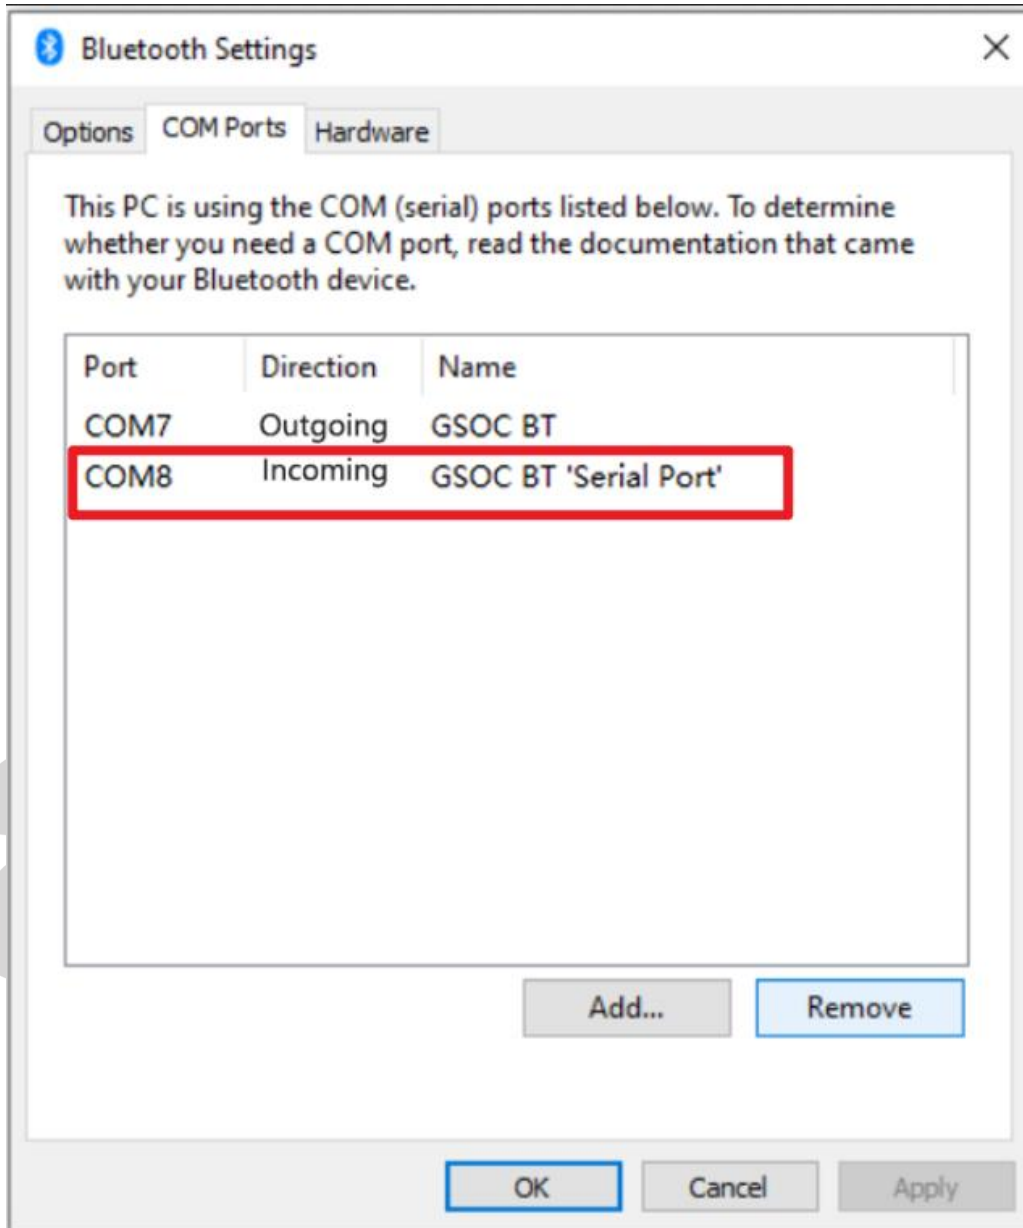 Bluetooth Settings
Options COM Ports Hardware
This PC is using the COM (serial) ports listed below. To determine
whether you need a COM port, read the documentation that came
with your Bluetooth device.
Port Direction Name
COM7 Outgoing GSOC BT
COM8 Incoming GSOC BT 'Serial Port'
Add... Remove
OK Cancel Apply